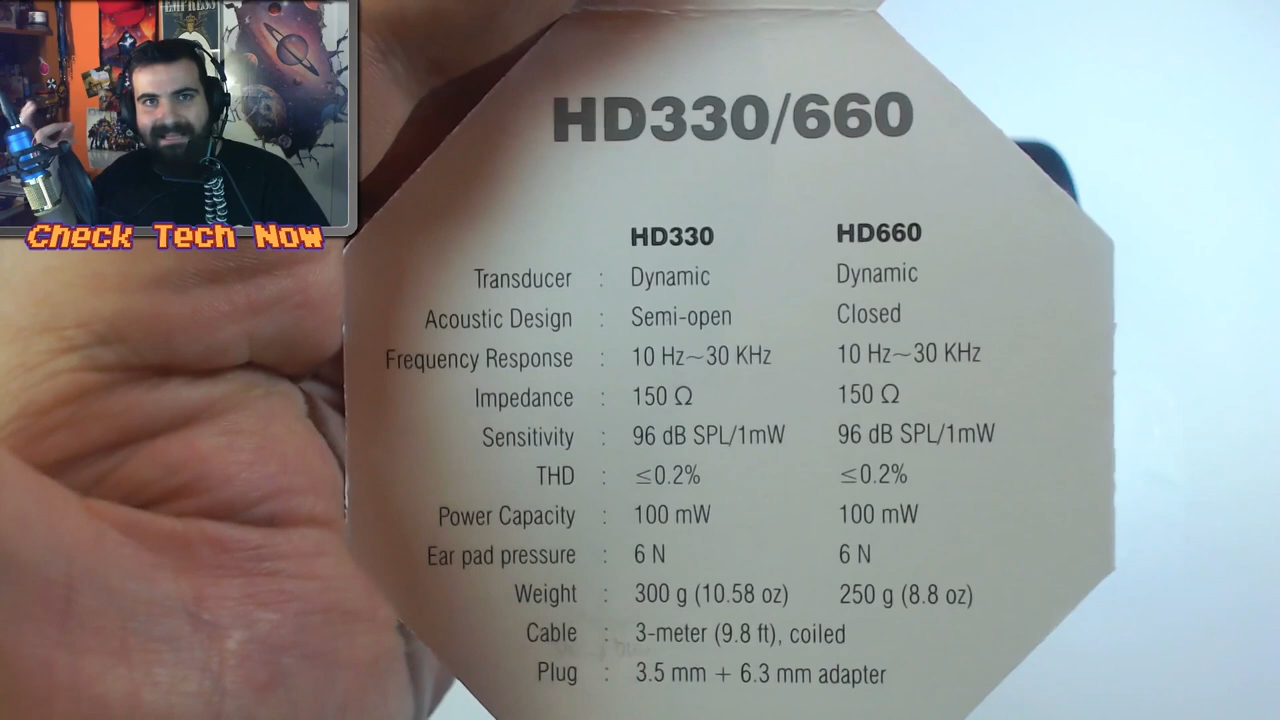 EMPRESS
Check Tech Now
HD330/660
HD330 HD660
Transducer : Dynamic Dynamic
Acoustic Design : Semi-open Closed
Frequency Response : 10 Hz~30 KHz 10 Hz~30 KHz
Impedance : 150 Ω 150 Ω
Sensitivity : 96 dB SPL/1mW 96 dB SPL/1mW
THD : ≤0.2% ≤0.2%
Power Capacity : 100 mW 100 mW
Ear pad pressure : 6 N 6 N
Weight : 300 g (10.58 oz) 250 g (8.8 oz)
Cable : 3-meter (9.8 ft), coiled
Plug : 3.5 mm + 6.3 mm adapter